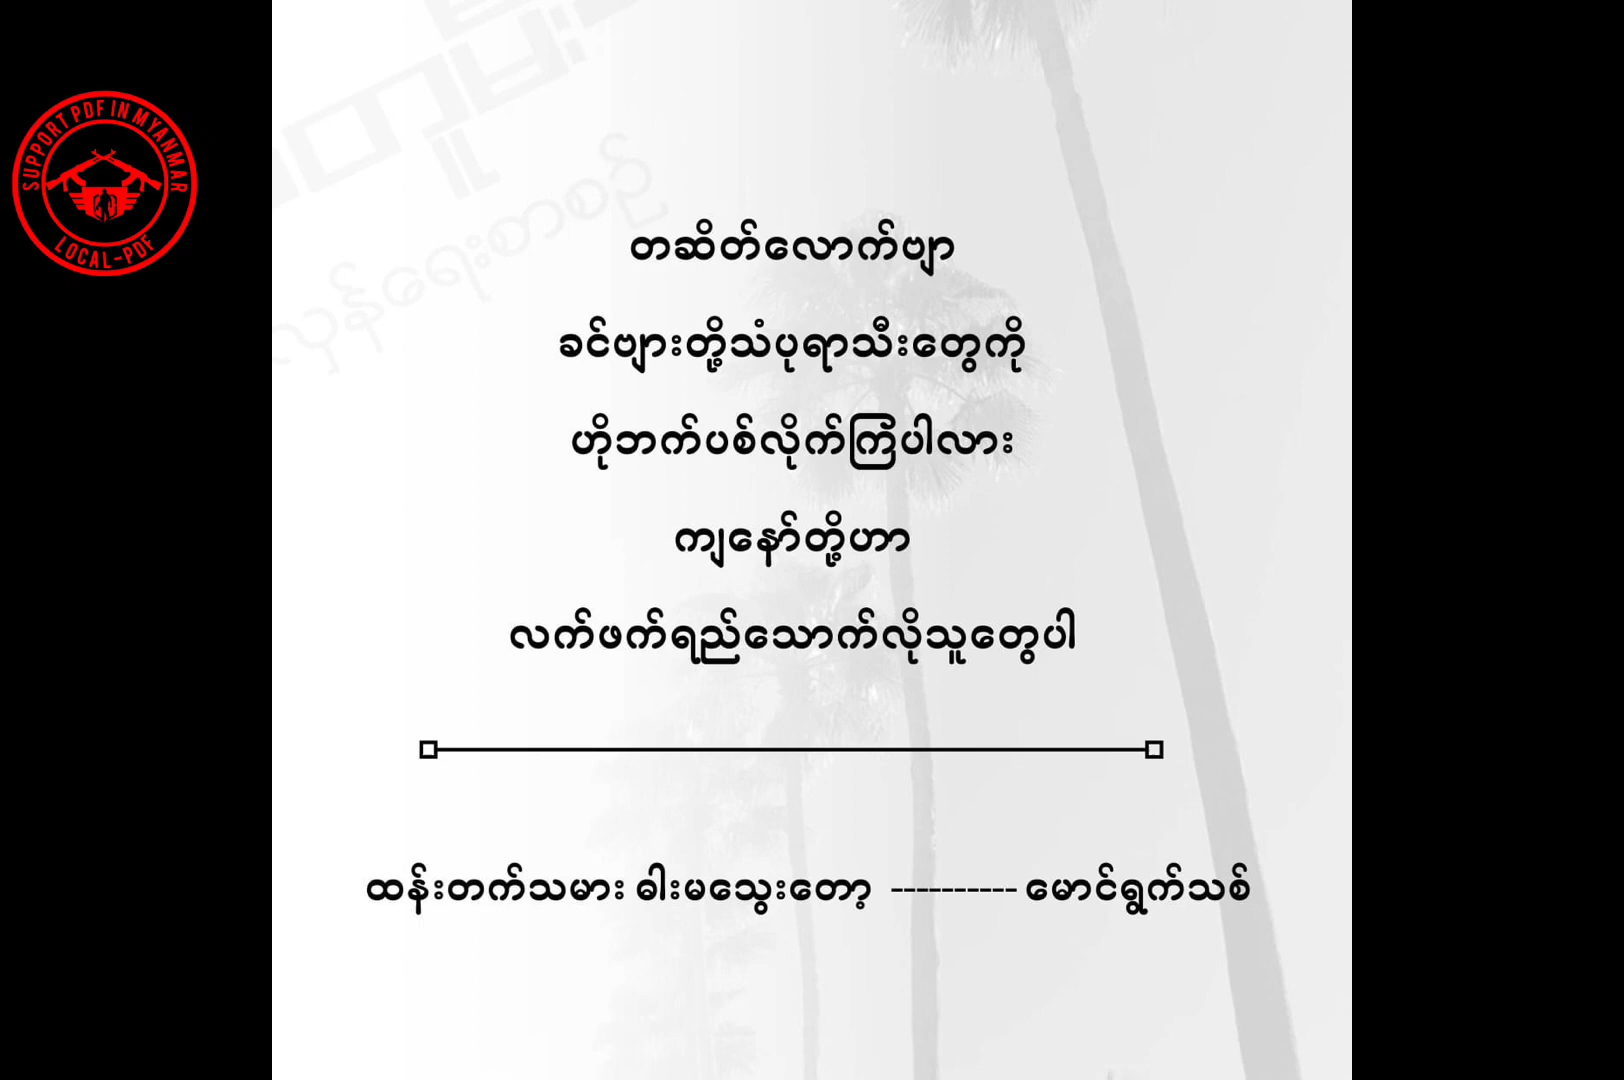 SUPPORT PDF IN MYANMAR
LOCAL-PDF
တဆိတ်လောက်ဗျာ
ခင်ဗျားတို့သံပုရာသီးတွေကို
ဟိုဘက်ပစ်လိုက်ကြပါလား
ကျနော်တို့ဟာ
လက်ဖက်ရည်သောက်လိုသူတွေပါ
ထန်းတက်သမား ဓါးမသွေးတော့ ---------- မောင်ရွက်သစ်